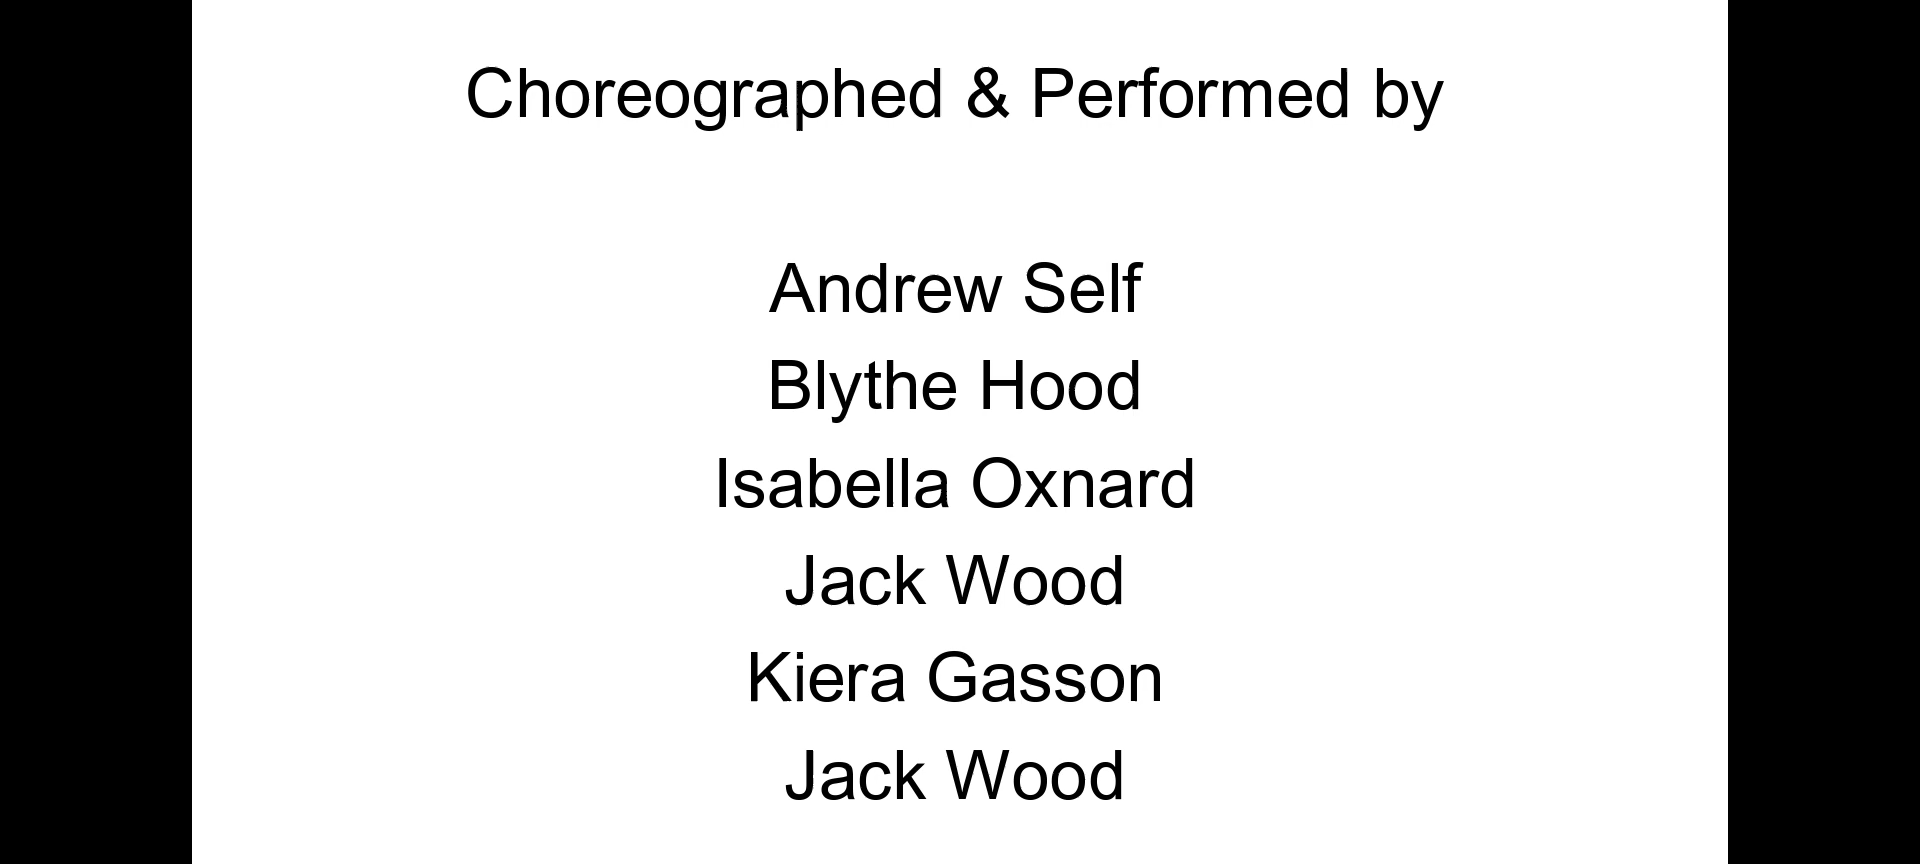 Choreographed & Performed by
Andrew Self
Blythe Hood
Isabella Oxnard
Jack Wood
Kiera Gasson
Jack Wood